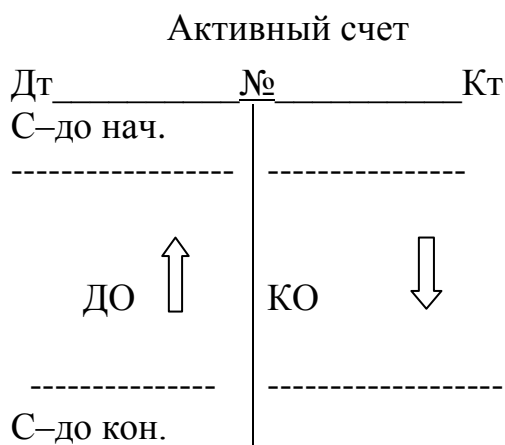 Активный счет
Дт__________№__________Кт
С–до нач.
------------------ ----------------
ДО КО
--------------- -------------------
С–до кон.